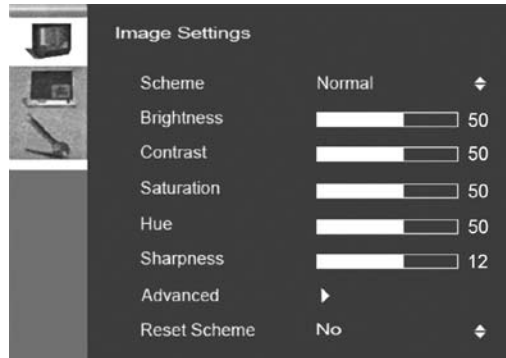 Image Settings
Scheme Normal
Brightness 50
Contrast 50
Saturation 50
Hue 50
Sharpness 12
Advanced
Reset Scheme No